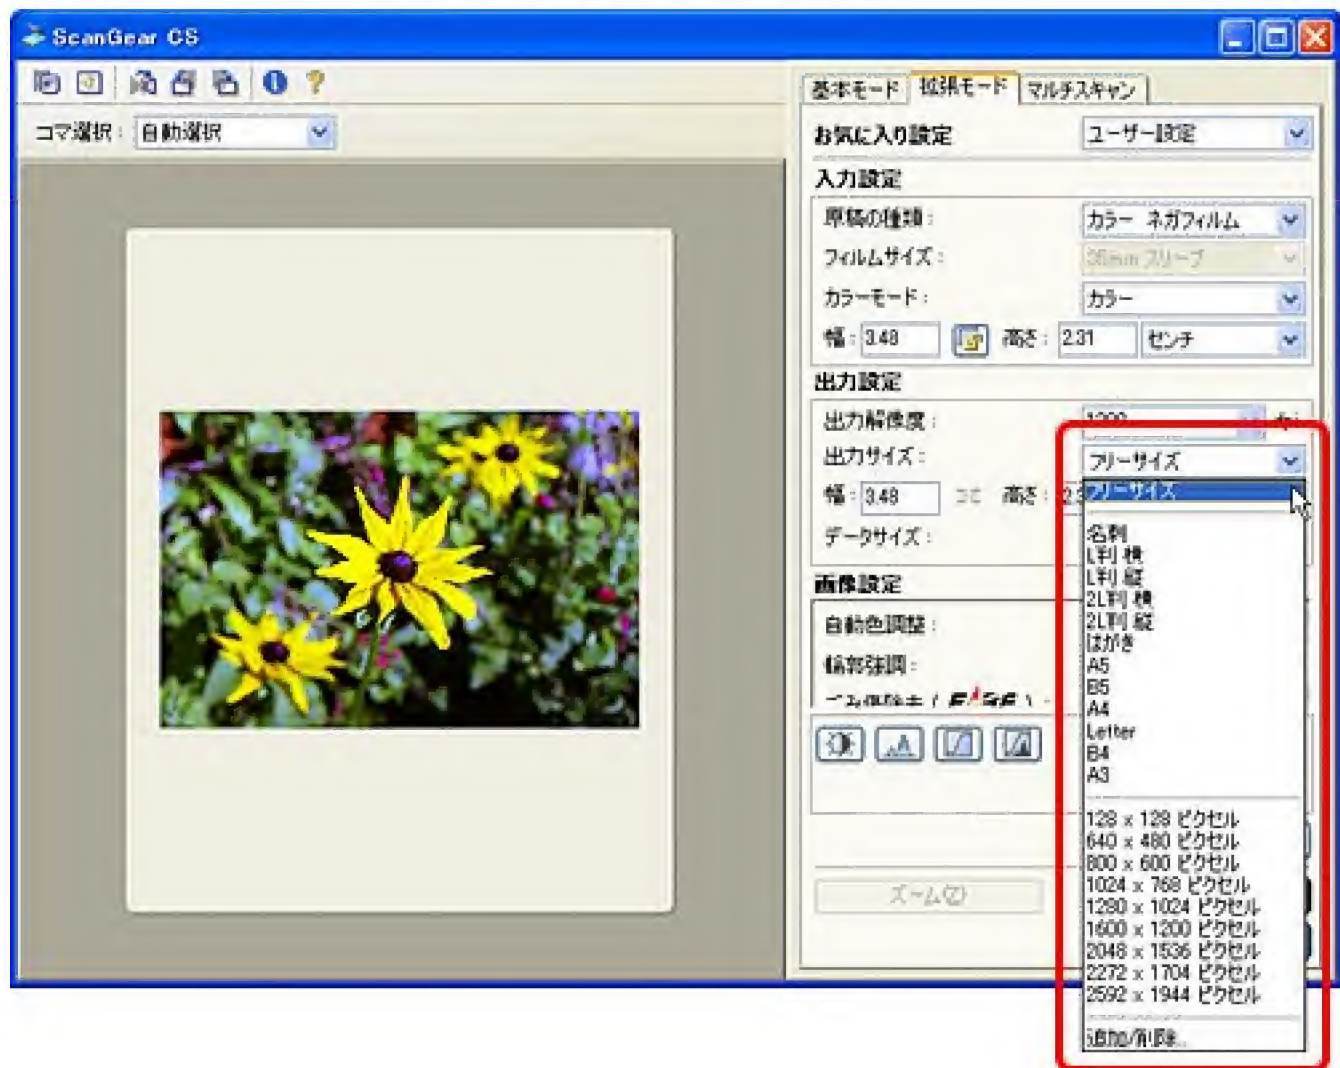 ScanGear CS
コマ選択: 自動選択
基本モード 拡張モード マルチスキャン
お気に入り設定 ユーザー設定
入力設定
原稿の種類: カラー ネガフィルム
フィルムサイズ: 35mm スリーブ
カラーモード: カラー
幅: 3.48 高さ: 2.31 センチ
出力設定
出力解像度: 1200
出力サイズ: フリーサイズ
幅: 3.48 高さ:
データサイズ:
画像設定
自動色調整:
輪郭強調:
ズーム(Z)
フリーサイズ
名刺
L判 横
L判 縦
2L判 横
2L判 縦
はがき
A5
B5
A4
Letter
B4
A3
128 x 128 ピクセル
640 x 480 ピクセル
800 x 600 ピクセル
1024 x 768 ピクセル
1280 x 1024 ピクセル
1600 x 1200 ピクセル
2048 x 1536 ピクセル
2272 x 1704 ピクセル
2592 x 1944 ピクセル
追加/削除...